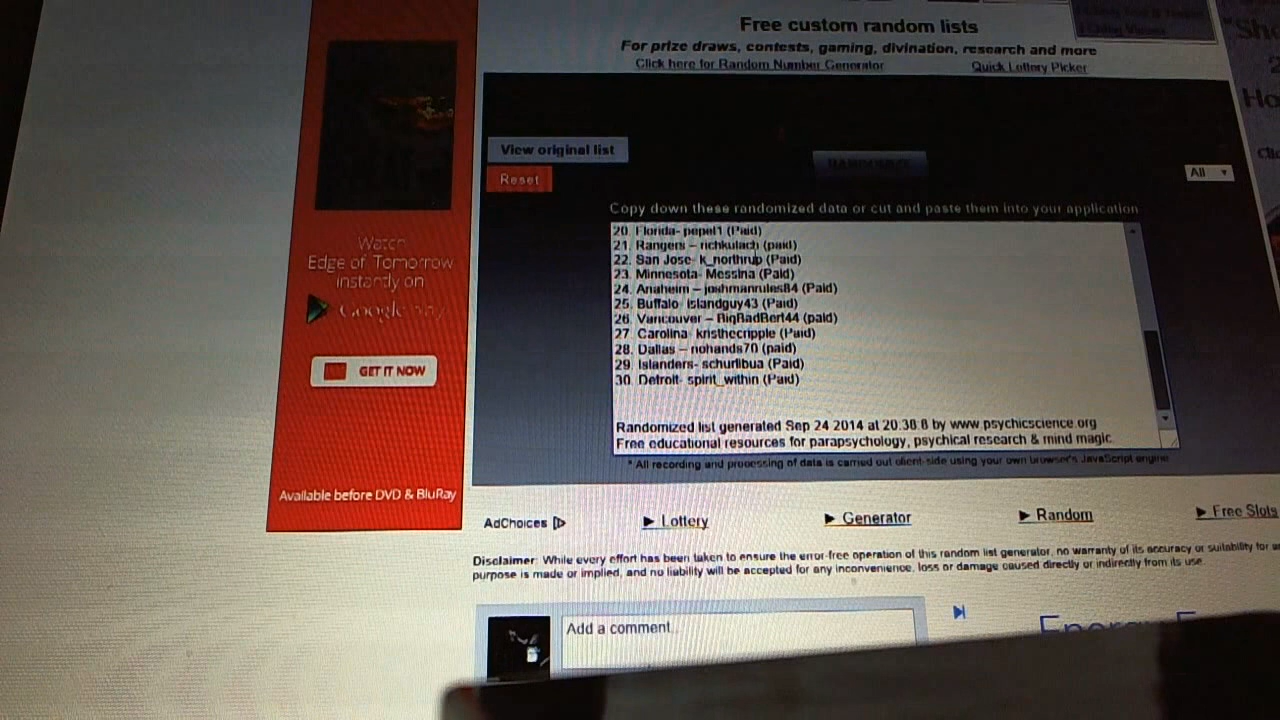 Free custom random lists
For prize draws, contests, gaming, divination, research and more
Click here for Random Number Generator
Quick Lottery Picker
View original list
Reset
All
Copy down these randomized data or cut and paste them into your application
20. Florida- (Paid)
21. Rangers – richkulach (paid)
22. San Jose- k_northrup (Paid)
23. Minnesota- Messina (Paid)
24. Anaheim – joshmanrules84 (Paid)
25. Buffalo- islandguy43 (Paid)
26. Vancouver – BigBadBert44 (paid)
27. Carolina- kristhecripple (Paid)
28. Dallas – nohands70 (paid)
29. Islanders- schurlibua (Paid)
30. Detroit- spirit_within (Paid)
Randomized list generated Sep 24 2014 at 20.38.8 by www.psychicscience.org
Free educational resources for parapsychology, psychical research & mind magic.
* All recording and processing of data is carried out client-side using your own browser's JavaScript engine
Watch
Edge of Tomorrow
instantly on
Google play
GET IT NOW
Available before DVD & BluRay
AdChoices
Lottery
Generator
Random
Free Slots
Disclaimer: While every effort has been taken to ensure the error-free operation of this random list generator, no warranty of its accuracy or suitability for
purpose is made or implied, and no liability will be accepted for any inconvenience, loss or damage caused directly or indirectly from its use.
Add a comment...